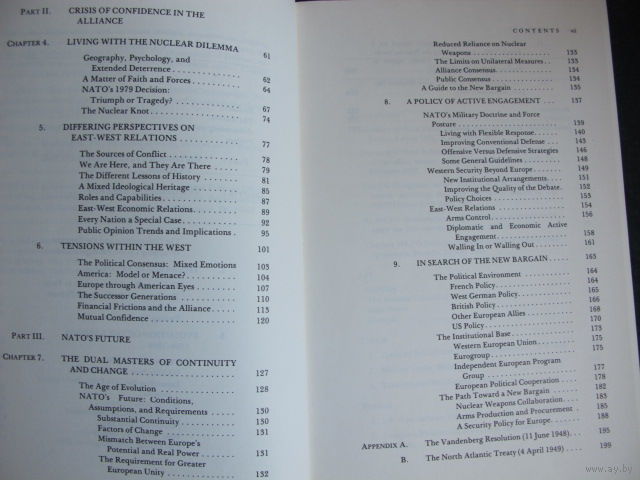 PART II. CRISIS OF CONFIDENCE IN THE
ALLIANCE
CHAPTER 4. LIVING WITH THE NUCLEAR DILEMMA 61
Geography, Psychology, and
Extended Deterrence 62
A Matter of Faith and Forces 64
NATO's 1979 Decision:
Triumph or Tragedy? 67
The Nuclear Knot 74
5. DIFFERING PERSPECTIVES ON
EAST-WEST RELATIONS 77
The Sources of Conflict 78
We Are Here, and They Are There 79
The Different Lessons of History 81
A Mixed Ideological Heritage 85
Roles and Capabilities 87
East-West Economic Relations 89
Every Nation a Special Case 92
Public Opinion Trends and Implications 95
6. TENSIONS WITHIN THE WEST 101
The Political Consensus: Mixed Emotions 103
America: Model or Menace? 104
Europe through American Eyes 107
The Successor Generations 110
Financial Frictions and the Alliance 113
Mutual Confidence 120
PART III. NATO'S FUTURE
CHAPTER 7. THE DUAL MASTERS OF CONTINUITY
AND CHANGE 127
The Age of Evolution 128
NATO's Future: Conditions,
Assumptions, and Requirements 130
Substantial Continuity 130
Factors of Change 131
Mismatch Between Europe's
Potential and Real Power 131
The Requirement for Greater
European Unity 132
CONTENTS xi
Reduced Reliance on Nuclear
Weapons 133
The Limits on Unilateral Measures 133
Alliance Consensus 134
Public Consensus 134
A Guide to the New Bargain 135
8. A POLICY OF ACTIVE ENGAGEMENT 137
NATO's Military Doctrine and Force
Posture 139
Living with Flexible Response 140
Improving Conventional Defense 143
Offensive Versus Defensive Strategies 146
Some General Guidelines 148
Western Security Beyond Europe 149
New Institutional Arrangements 151
Improving the Quality of the Debate 152
Policy Choices 153
East-West Relations 154
Arms Control 156
Diplomatic and Economic Active
Engagement 158
Walling In or Walling Out 161
9. IN SEARCH OF THE NEW BARGAIN 163
The Political Environment 164
French Policy 164
West German Policy 165
British Policy 166
Other European Allies 168
US Policy 170
The Institutional Base 173
Western European Union 173
Eurogroup 175
Independent European Program
Group 177
European Political Cooperation 178
The Path Toward a New Bargain 182
Nuclear Weapons Collaboration 183
Arms Production and Procurement 185
A Security Policy for Europe 188
APPENDIX A. The Vandenberg Resolution (11 June 1948) 195
B. The North Atlantic Treaty (4 April 1949) 199
www.ay.by